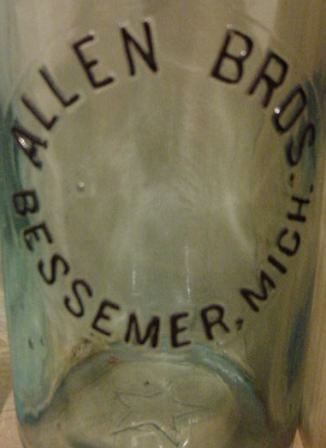 ALLEN BROS.
BESSEMER, MICH.